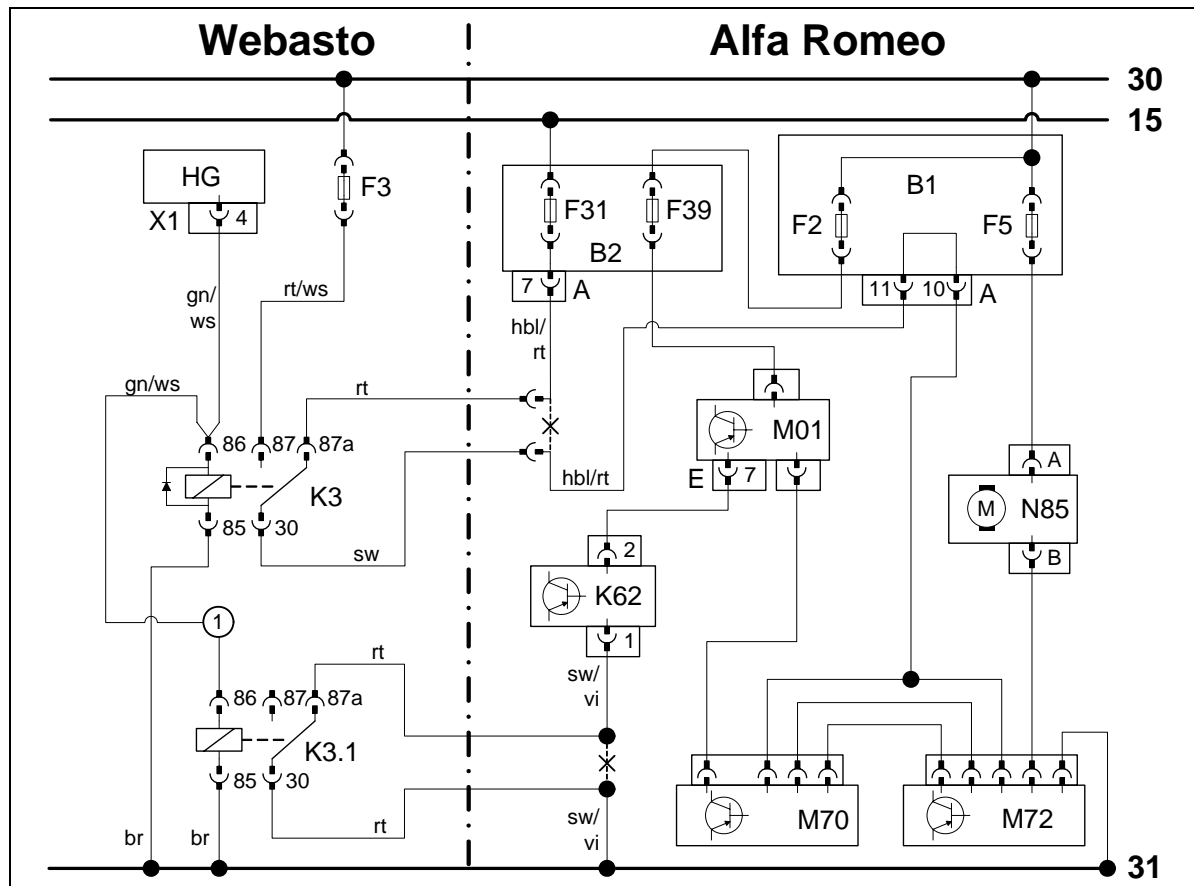 Webasto
Alfa Romeo
30
15
HG
X1
4
F3
F31
F39
B2
7
A
B1
F2
F5
11
10
A
gn/
ws
rt/ws
hbl/
rt
gn/ws
rt
86
87
87a
K3
85
30
sw
hbl/rt
M01
E
7
A
M
N85
B
2
K62
1
1
sw/
vi
rt
86
87
87a
K3.1
85
30
rt
sw/
vi
br
br
M70
M72
31